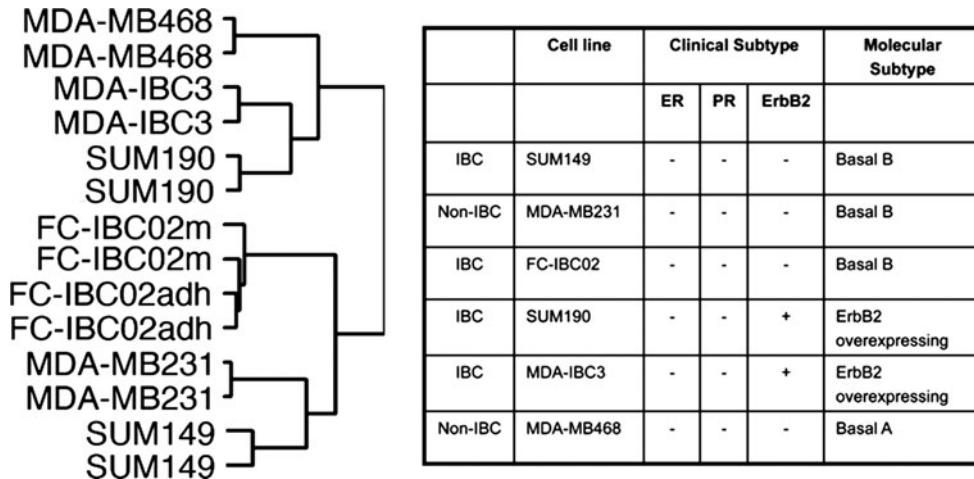 MDA-MB468
MDA-MB468
MDA-IBC3
MDA-IBC3
SUM190
SUM190
FC-IBC02m
FC-IBC02m
FC-IBC02adh
FC-IBC02adh
MDA-MB231
MDA-MB231
SUM149
SUM149
Cell line Clinical Subtype Molecular
Subtype
ER PR ErbB2
IBC SUM149 - - - Basal B
Non-IBC MDA-MB231 - - - Basal B
IBC FC-IBC02 - - - Basal B
IBC SUM190 - - + ErbB2
overexpressing
IBC MDA-IBC3 - - + ErbB2
overexpressing
Non-IBC MDA-MB468 - - - Basal A